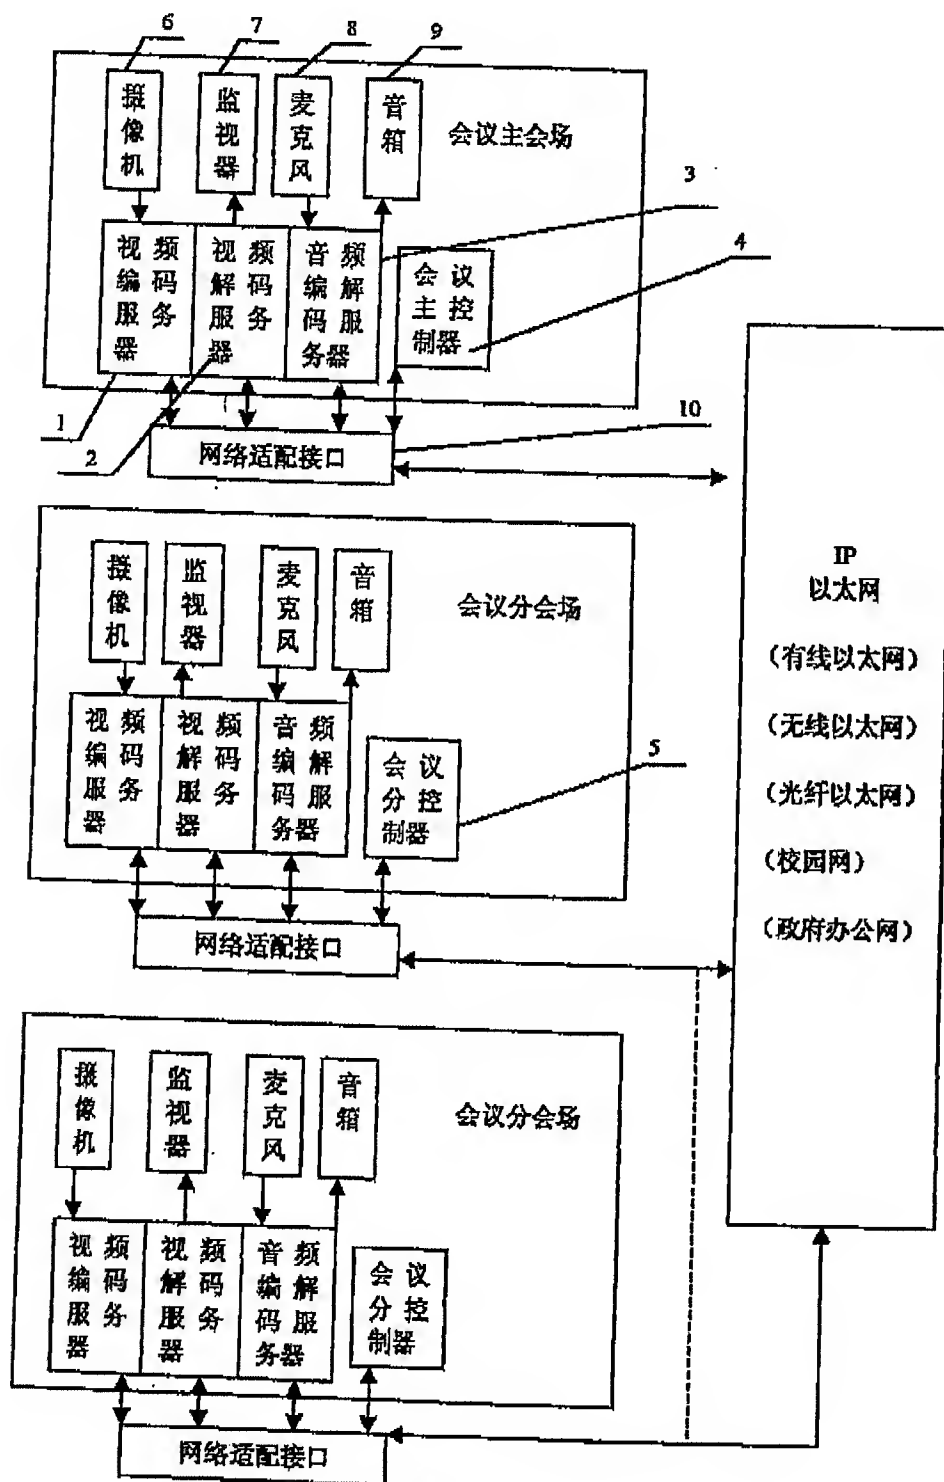 6
7
8
9
摄像机
监视器
麦克风
音箱
会议主会场
3
4
视频编码服务器
视频解码服务器
音频编解码服务器
会议主控制器
1
2
10
网络适配接口
摄像机
监视器
麦克风
音箱
会议分会场
视频编码服务器
视频解码服务器
音频编解码服务器
会议分控制器
5
网络适配接口
摄像机
监视器
麦克风
音箱
会议分会场
视频编码服务器
视频解码服务器
音频编解码服务器
会议分控制器
网络适配接口
IP
以太网
（有线以太网）
（无线以太网）
（光纤以太网）
（校园网）
（政府办公网）